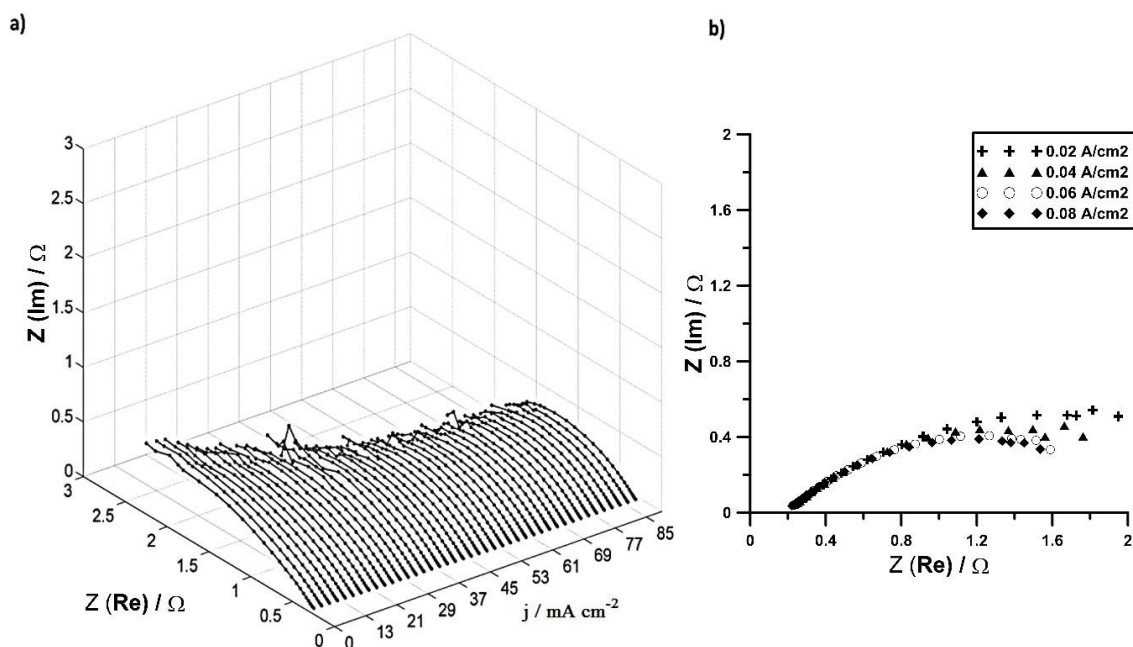 a)
3
2.5
2
1.5
1
0.5
0
Z (Im) / Ω
3
2.5
2
1.5
1
0.5
0
Z (Re) / Ω
0
13
21
29
37
45
53
61
69
77
85
j / mA cm⁻²
b)
2
1.6
1.2
0.8
0.4
0
Z (Im) / Ω
0.02 A/cm2
0.04 A/cm2
0.06 A/cm2
0.08 A/cm2
0 0.4 0.8 1.2 1.6 2
Z (Re) / Ω